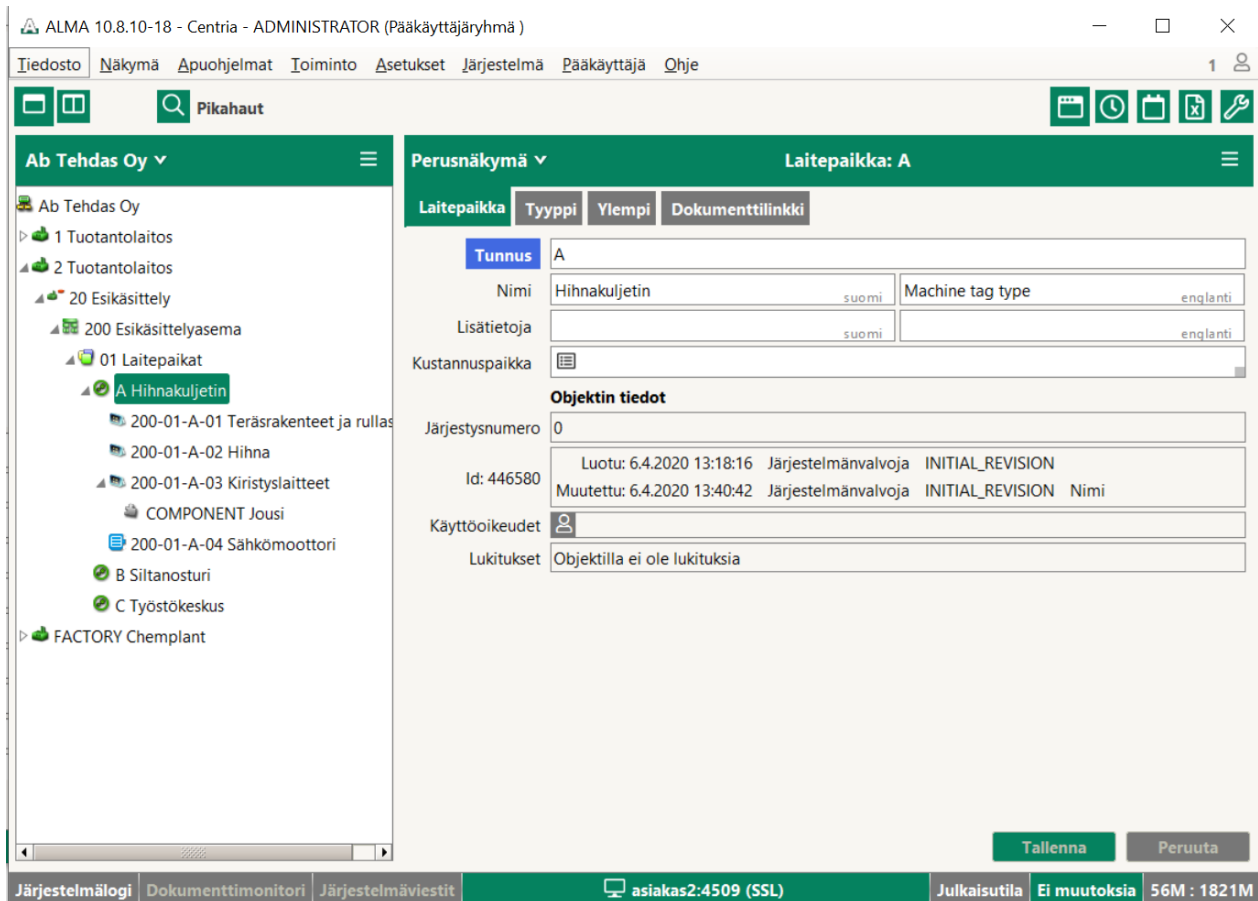 ALMA 10.8.10-18 - Centria - ADMINISTRATOR (Pääkäyttäjäryhmä )
Tiedosto Näkymä Apuohjelmat Toiminto Asetukset Järjestelmä Pääkäyttäjä Ohje 1
Pikahaut
Ab Tehdas Oy
Ab Tehdas Oy
1 Tuotantolaitos
2 Tuotantolaitos
20 Esikäsittely
200 Esikäsittelyasema
01 Laitepaikat
A Hihnakuljetin
200-01-A-01 Teräsrakenteet ja rullas
200-01-A-02 Hihna
200-01-A-03 Kiristyslaitteet
COMPONENT Jousi
200-01-A-04 Sähkömoottori
B Siltanosturi
C Työstökeskus
FACTORY Chemplant
Perusnäkymä Laitepaikka: A
Laitepaikka Tyyppi Ylempi Dokumenttilinkki
Tunnus A
Nimi Hihnakuljetin suomi Machine tag type englanti
Lisätietoja suomi englanti
Kustannuspaikka
Objektin tiedot
Järjestysnumero 0
Id: 446580 Luotu: 6.4.2020 13:18:16 Järjestelmänvalvoja INITIAL_REVISION
Muutettu: 6.4.2020 13:40:42 Järjestelmänvalvoja INITIAL_REVISION Nimi
Käyttöoikeudet
Lukitukset Objektilla ei ole lukituksia
Tallenna Peruuta
Järjestelmälogi Dokumenttimonitori Järjestelmäviestit asiakas2:4509 (SSL) Julkaisutila Ei muutoksia 56M : 1821M